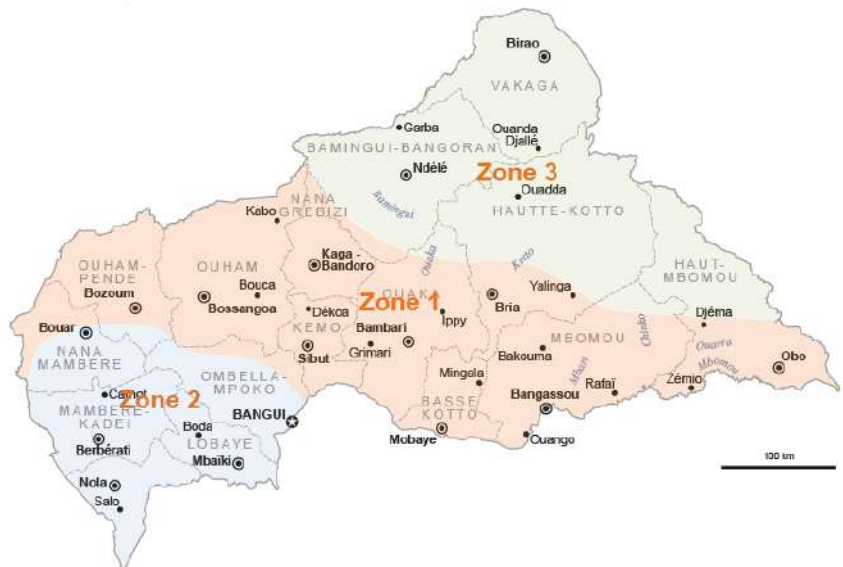 Birao
VAKAGA
Garba
Ouanda
Djallé
BAMINGUI-BANGORAN
Zone 3
Ndélé
Ouadda
Bamingui
NANA
GREBIZI
HAUTTE-KOTTO
Kabo
Kaga -
Bandoro
Ouaka
Kotto
HAUT-
MBOMOU
OUHAM-
PENDE
OUHAM
OUAKA
Bozoum
Bouca
Bossangoa
Zone 1
Bria
Yalinga
Dékoa
Ippy
Djéma
Bouar
KEMO
Bambari
MBOMOU
Ouarra
NANA
MAMBERE
Sibut
Grimari
Bakouma
Mbari
Mbomou
Obo
OMBELLA-
MPOKO
Mingala
Rafaï
Zémio
Carnot
Zone 2
BASSE
KOTTO
Bangassou
MAMBERE-
KADEÏ
BANGUI
Boda
LOBAYE
Mobaye
Ouango
Berbérati
Mbaïki
100 km
Nola
Salo